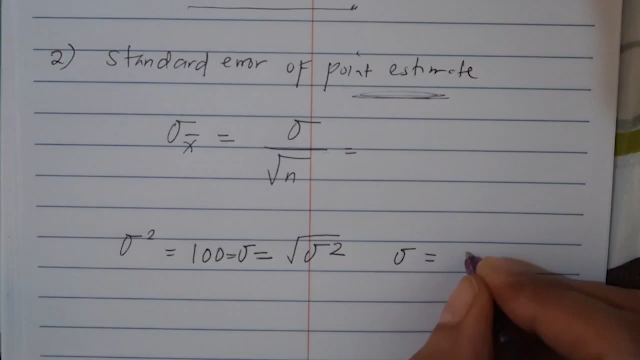 2) Standard error of point estimate
σx̄ = σ/√n =
σ² = 100 = σ = √σ² σ =